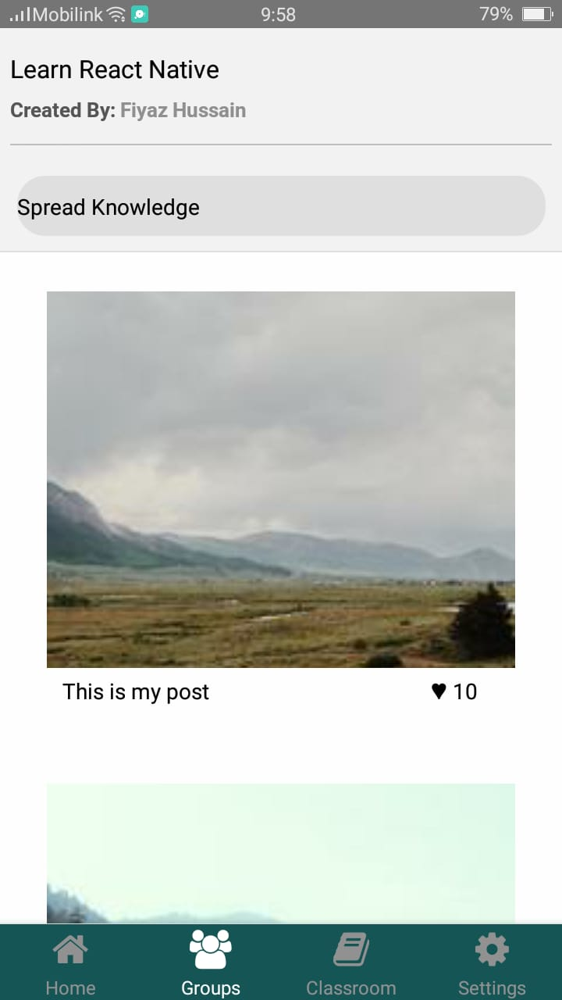 Mobilink 9:58 79%
Learn React Native
Created By: Fiyaz Hussain
Spread Knowledge
This is my post ♥ 10
Home Groups Classroom Settings